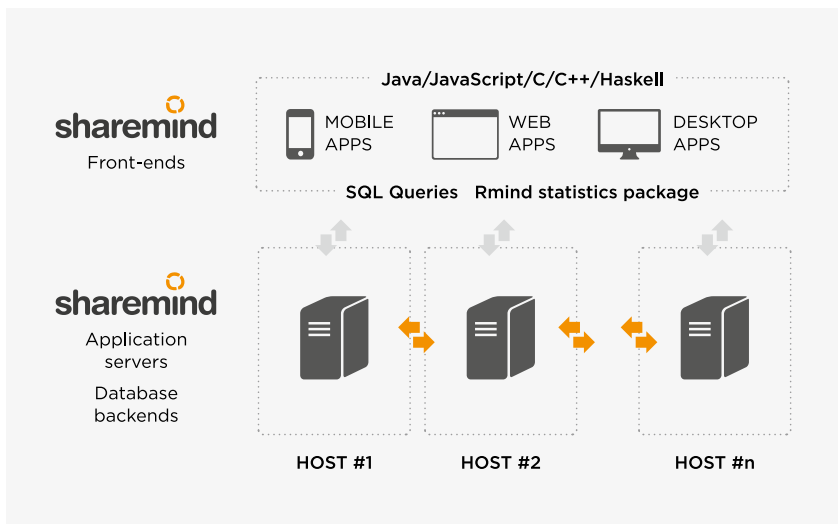 Java/JavaScript/C/C++/Haskell
sharemind
Front-ends
MOBILE
APPS
WEB
APPS
DESKTOP
APPS
SQL Queries Rmind statistics package
sharemind
Application
servers
Database
backends
HOST #1
HOST #2
HOST #n